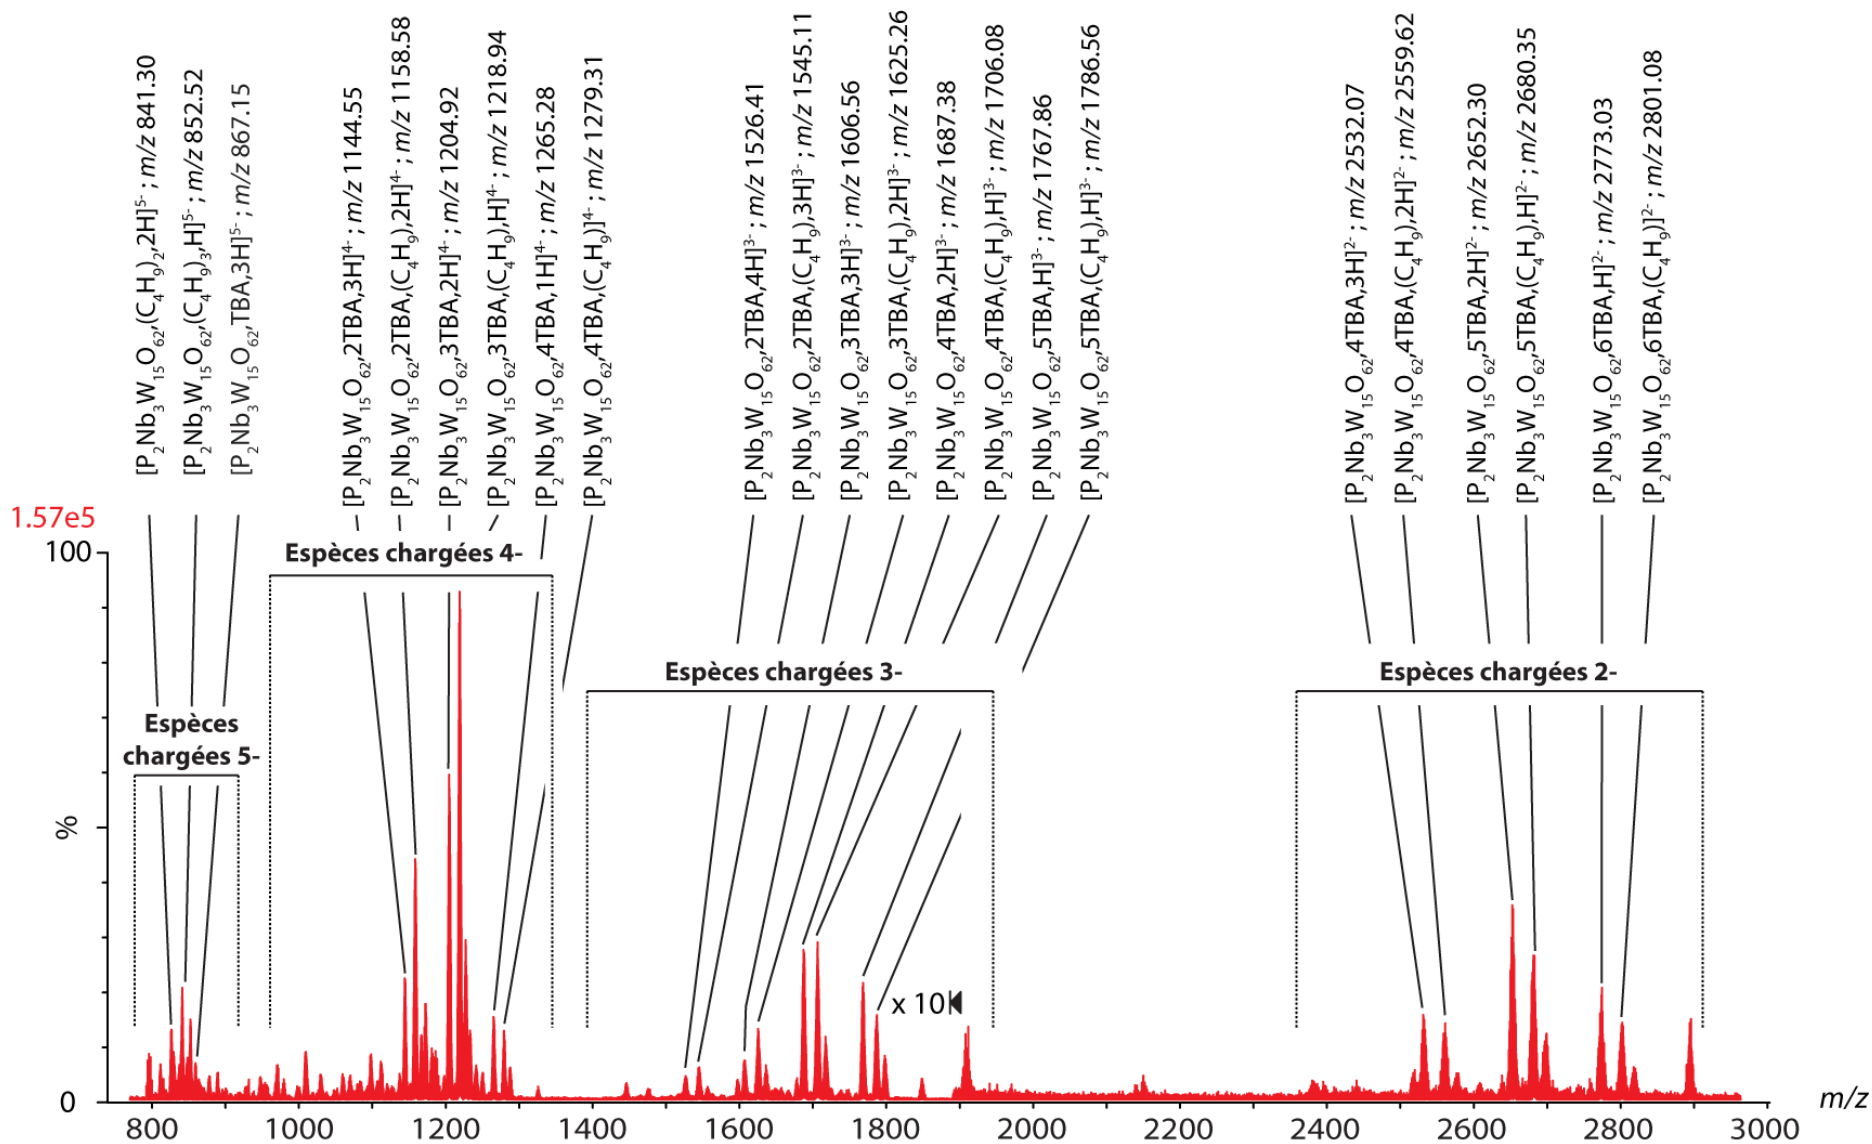 [P2Nb3W15O62,(C4H9)2,2H]5- ; m/z 841.30
[P2Nb3W15O62,(C4H9)3,H]5- ; m/z 852.52
[P2Nb3W15O62,TBA,3H]5- ; m/z 867.15
[P2Nb3W15O62,2TBA,3H]4- ; m/z 1144.55
[P2Nb3W15O62,2TBA,(C4H9),2H]4- ; m/z 1158.58
[P2Nb3W15O62,3TBA,2H]4- ; m/z 1204.92
[P2Nb3W15O62,3TBA,(C4H9),H]4- ; m/z 1218.94
[P2Nb3W15O62,4TBA,1H]4- ; m/z 1265.28
[P2Nb3W15O62,4TBA,(C4H9)]4- ; m/z 1279.31
[P2Nb3W15O62,2TBA,4H]3- ; m/z 1526.41
[P2Nb3W15O62,2TBA,(C4H9),3H]3- ; m/z 1545.11
[P2Nb3W15O62,3TBA,3H]3- ; m/z 1606.56
[P2Nb3W15O62,3TBA,(C4H9),2H]3- ; m/z 1625.26
[P2Nb3W15O62,4TBA,2H]3- ; m/z 1687.38
[P2Nb3W15O62,4TBA,(C4H9),H]3- ; m/z 1706.08
[P2Nb3W15O62,5TBA,H]3- ; m/z 1767.86
[P2Nb3W15O62,5TBA,(C4H9),H]3- ; m/z 1786.56
[P2Nb3W15O62,4TBA,3H]2- ; m/z 2532.07
[P2Nb3W15O62,4TBA,(C4H9),2H]2- ; m/z 2559.62
[P2Nb3W15O62,5TBA,2H]2- ; m/z 2652.30
[P2Nb3W15O62,5TBA,(C4H9),H]2- ; m/z 2680.35
[P2Nb3W15O62,6TBA,H]2- ; m/z 2773.03
[P2Nb3W15O62,6TBA,(C4H9)]2- ; m/z 2801.08
1.57e5
100
%
0
Espèces
chargées 5-
Espèces chargées 4-
Espèces chargées 3-
Espèces chargées 2-
x 10
800 1000 1200 1400 1600 1800 2000 2200 2400 2600 2800 3000
m/z